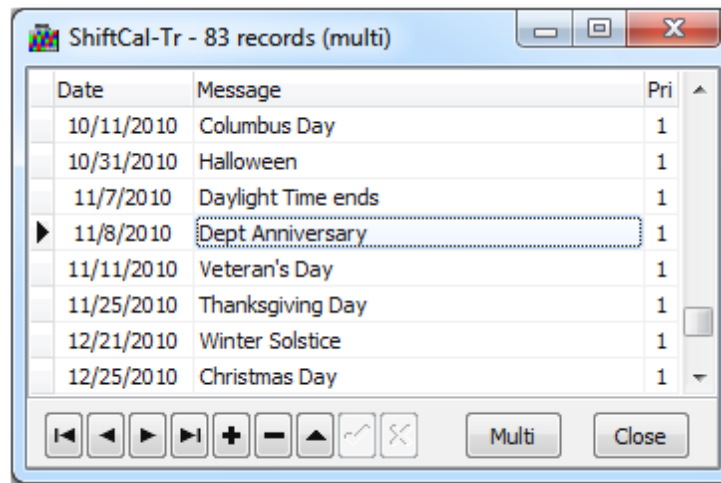 ShiftCal-Tr - 83 records (multi)
Date Message Pri
10/11/2010 Columbus Day 1
10/31/2010 Halloween 1
11/7/2010 Daylight Time ends 1
11/8/2010 Dept Anniversary 1
11/11/2010 Veteran's Day 1
11/25/2010 Thanksgiving Day 1
12/21/2010 Winter Solstice 1
12/25/2010 Christmas Day 1
Multi Close